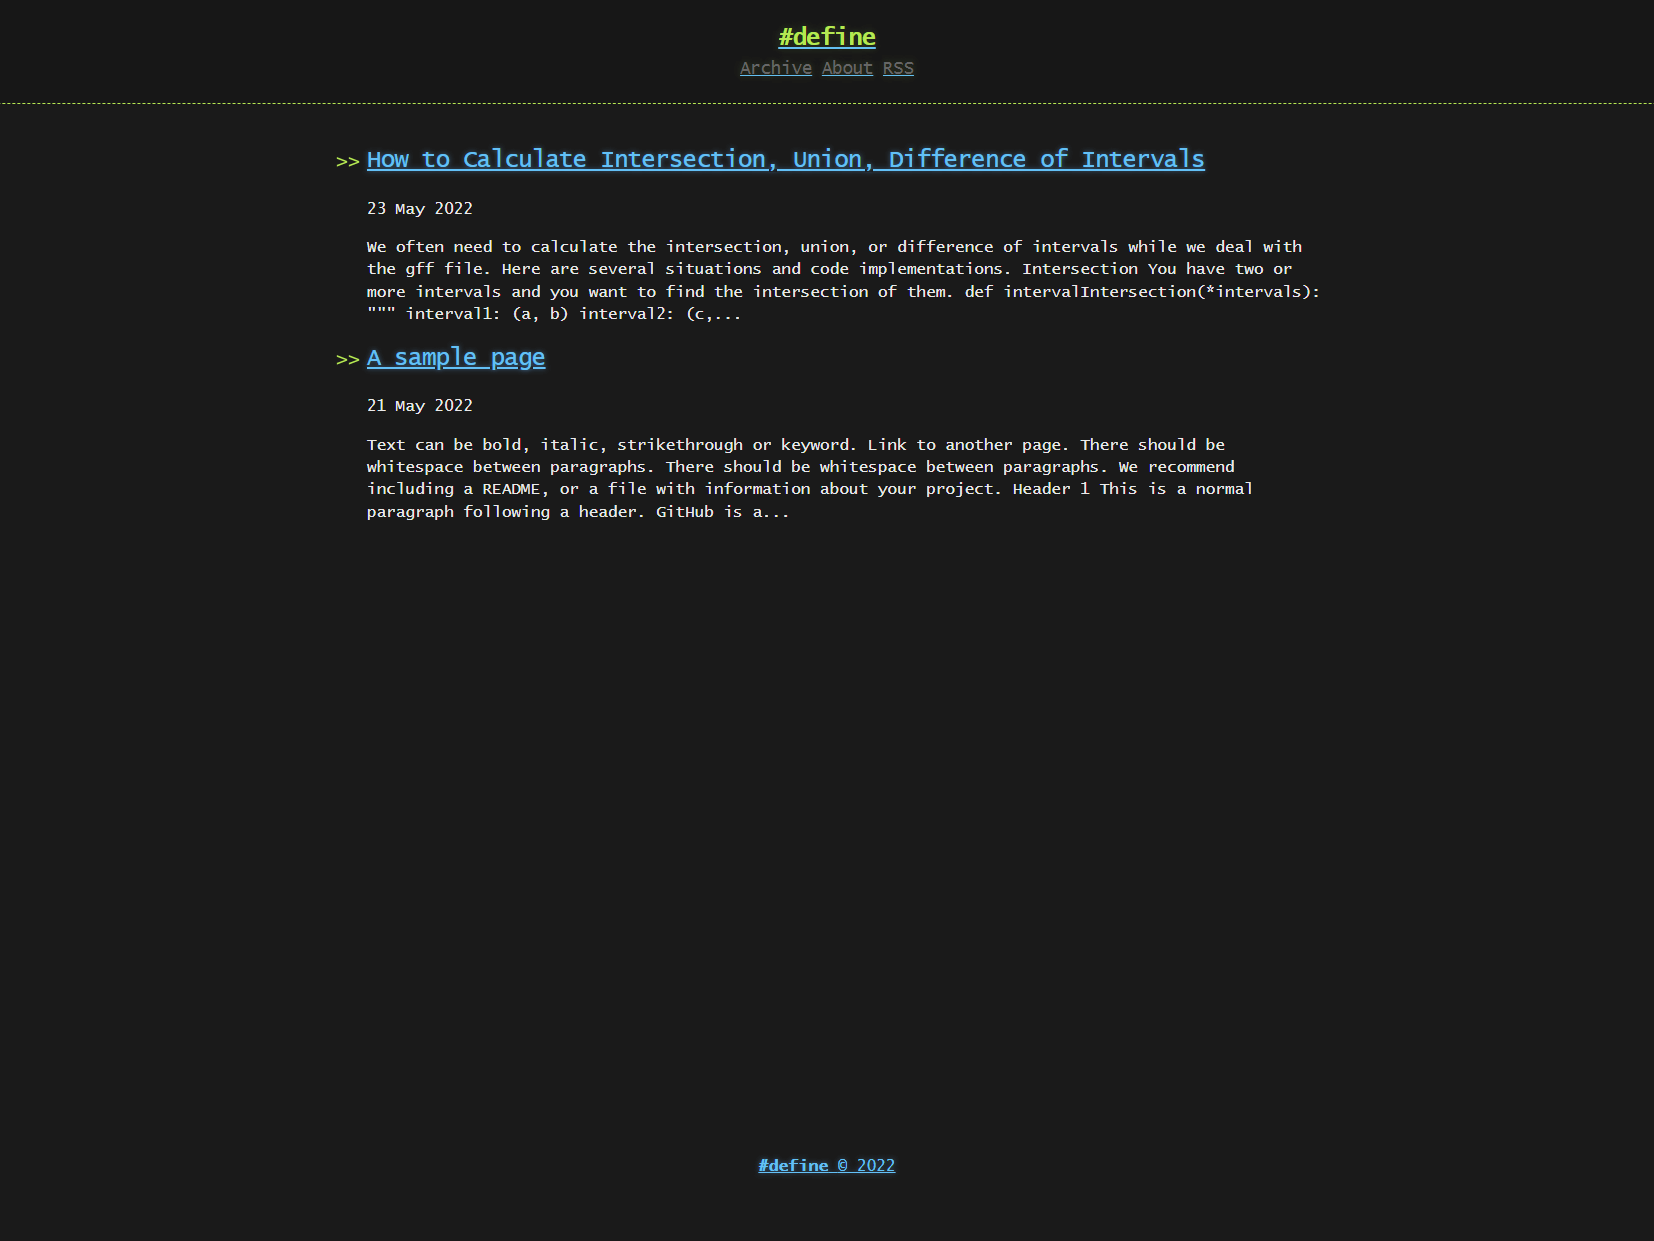 #define
Archive About RSS
>> How to Calculate Intersection, Union, Difference of Intervals
23 May 2022
We often need to calculate the intersection, union, or difference of intervals while we deal with
the gff file. Here are several situations and code implementations. Intersection You have two or
more intervals and you want to find the intersection of them. def intervalIntersection(*intervals):
""" interval1: (a, b) interval2: (c,...
>> A sample page
21 May 2022
Text can be bold, italic, strikethrough or keyword. Link to another page. There should be
whitespace between paragraphs. There should be whitespace between paragraphs. We recommend
including a README, or a file with information about your project. Header 1 This is a normal
paragraph following a header. GitHub is a...
#define © 2022